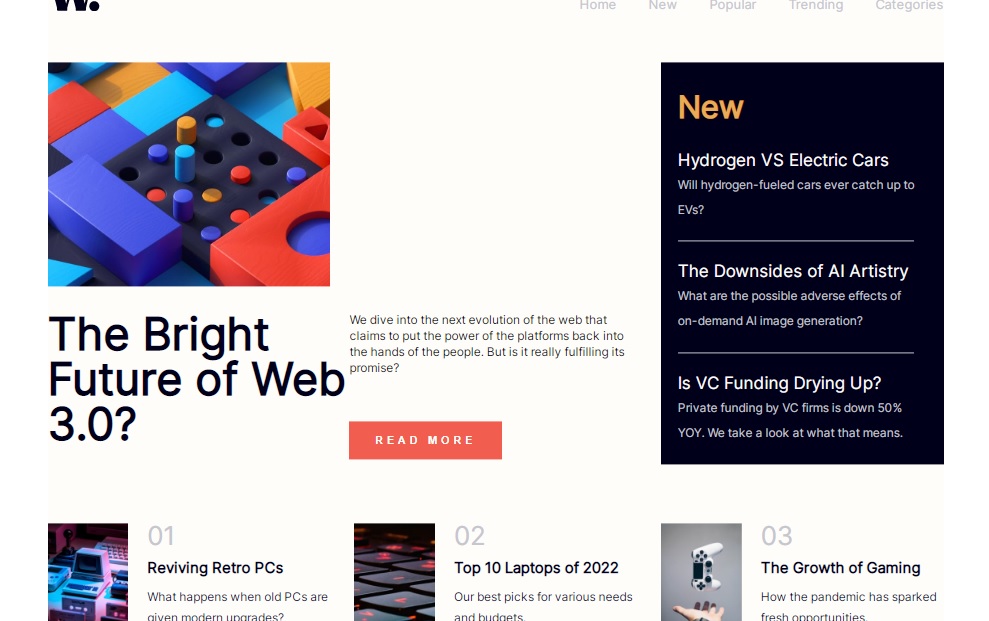 W.
Home New Popular Trending Categories
New
Hydrogen VS Electric Cars
Will hydrogen-fueled cars ever catch up to
EVs?
The Downsides of AI Artistry
What are the possible adverse effects of
on-demand AI image generation?
Is VC Funding Drying Up?
Private funding by VC firms is down 50%
YOY. We take a look at what that means.
The Bright
Future of Web
3.0?
We dive into the next evolution of the web that
claims to put the power of the platforms back into
the hands of the people. But is it really fulfilling its
promise?
READ MORE
01
Reviving Retro PCs
What happens when old PCs are
given modern upgrades?
02
Top 10 Laptops of 2022
Our best picks for various needs
and budgets.
03
The Growth of Gaming
How the pandemic has sparked
fresh opportunities.